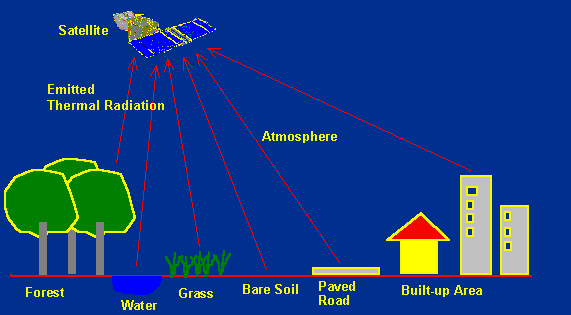 Satellite
Emitted
Thermal Radiation
Atmosphere
Forest
Water
Grass
Bare Soil
Paved
Road
Built-up Area